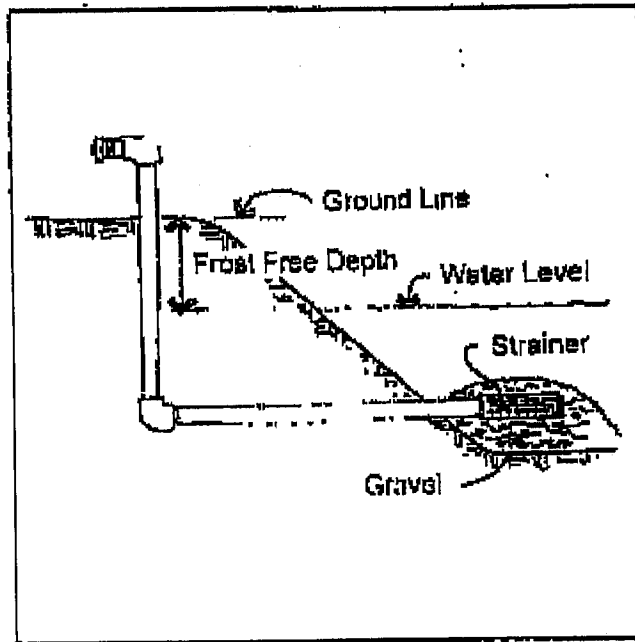 Ground Line
Frost Free Depth
Water Level
Strainer
Gravel